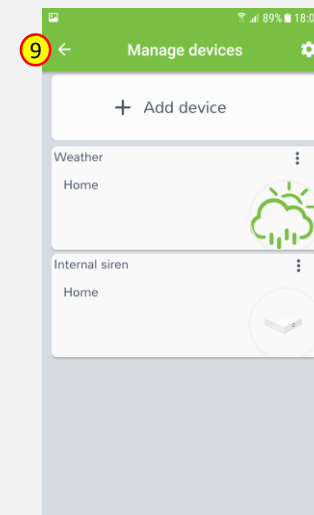 89% 18:0
9 Manage devices
+ Add device
Weather
Home
Internal siren
Home